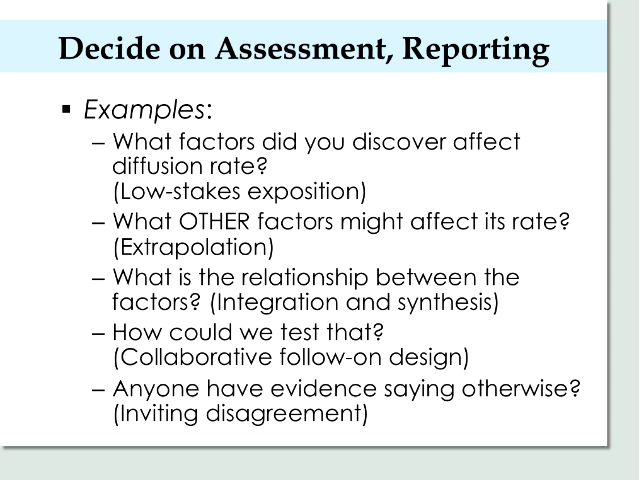 Decide on Assessment, Reporting
▪ Examples:
– What factors did you discover affect
diffusion rate?
(Low-stakes exposition)
– What OTHER factors might affect its rate?
(Extrapolation)
– What is the relationship between the
factors? (Integration and synthesis)
– How could we test that?
(Collaborative follow-on design)
– Anyone have evidence saying otherwise?
(Inviting disagreement)